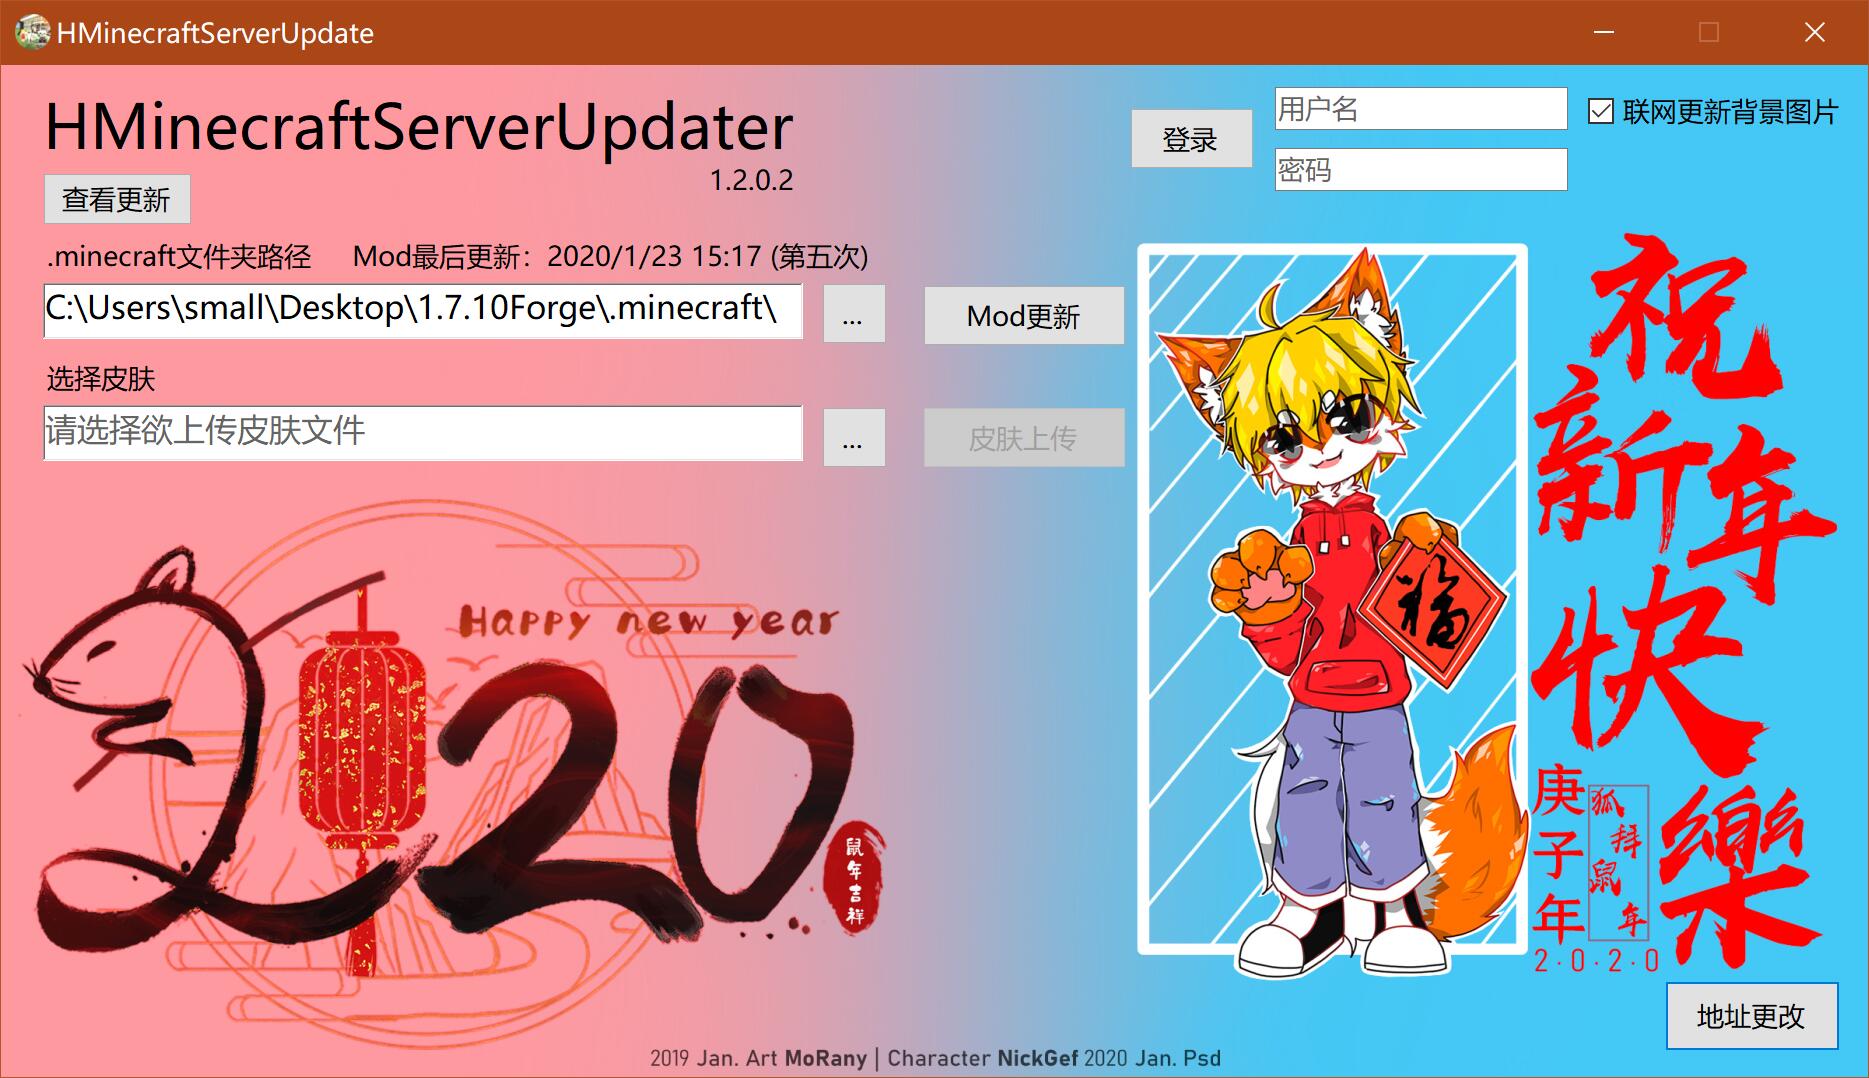 HMinecraftServerUpdate
HMinecraftServerUpdater
1.2.0.2
查看更新
登录
用户名
密码
联网更新背景图片
.minecraft文件夹路径
Mod最后更新：2020/1/23 15:17 (第五次)
C:\Users\small\Desktop\1.7.10Forge\.minecraft\
...
Mod更新
选择皮肤
请选择欲上传皮肤文件
...
皮肤上传
Happy new year
2020
鼠年吉祥
福
祝新年快樂
庚子年
狐拜鼠年
2·0·2·0
地址更改
2019 Jan. Art MoRany | Character NickGef 2020 Jan. Psd